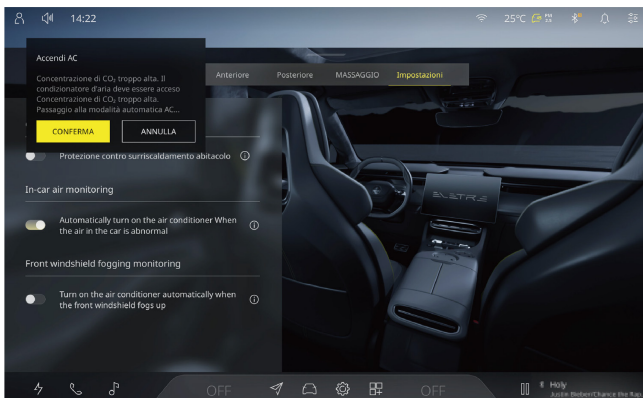 14:22
25°C PM 2.5
Accendi AC
Concentrazione di CO₂ troppo alta. Il
condizionatore d'aria deve essere acceso
Concentrazione di CO₂ troppo alta.
Passaggio alla modalità automatica AC...
CONFERMA ANNULLA
Anteriore Posteriore MASSAGGIO Impostazioni
Protezione contro surriscaldamento abitacolo
In-car air monitoring
Automatically turn on the air conditioner When
the air in the car is abnormal
Front windshield fogging monitoring
Turn on the air conditioner automatically when
the front windshield fogs up
ELETRE
OFF OFF
Holy
Justin Bieber/Chance the Rap